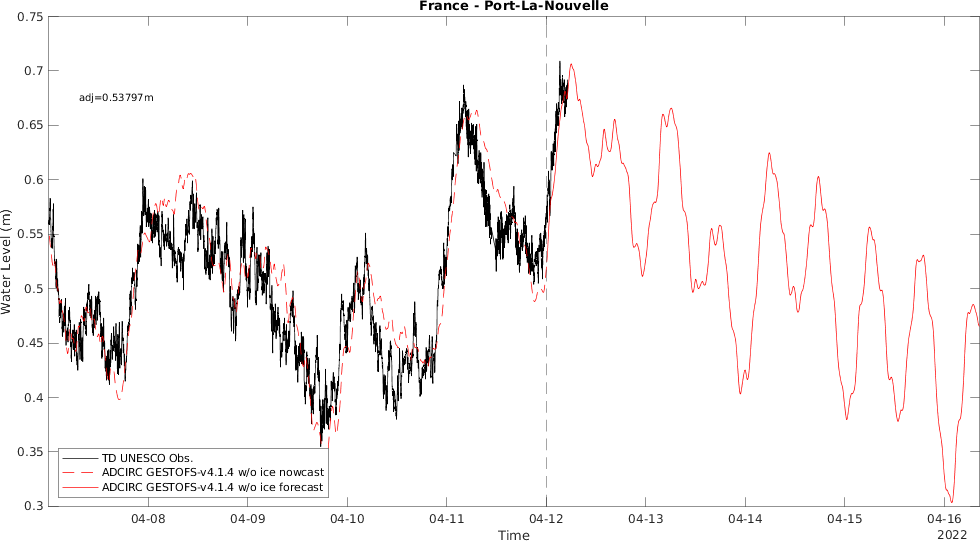 France - Port-La-Nouvelle
0.75
0.7
0.65
0.6
0.55
0.5
0.45
0.4
0.35
0.3
Water Level (m)
adj=0.53797m
TD UNESCO Obs.
ADCIRC GESTOFS-v4.1.4 w/o ice nowcast
ADCIRC GESTOFS-v4.1.4 w/o ice forecast
04-08 04-09 04-10 04-11 04-12 04-13 04-14 04-15 04-16
Time
2022